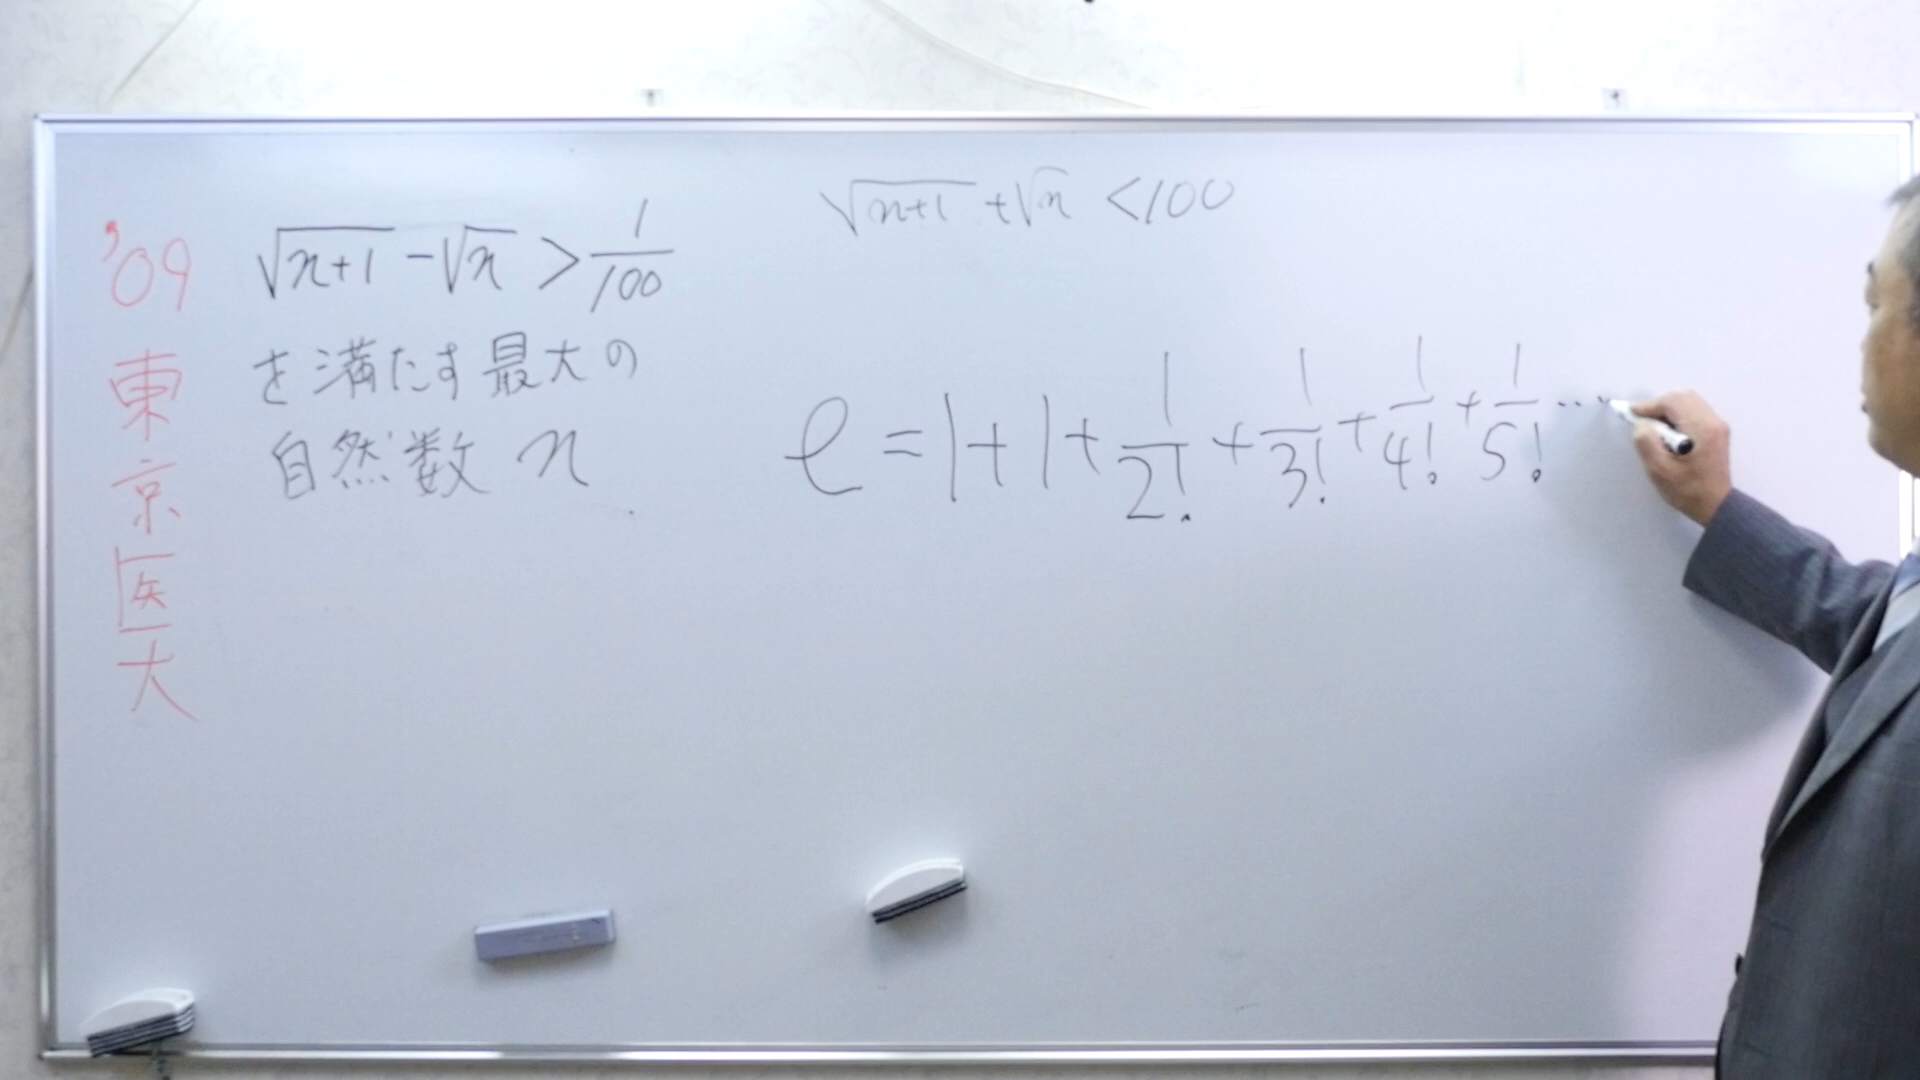 '09 東京医大
√n+1 - √n > 1/100
を満たす最大の
自然数 n
√n+1 + √n < 100
e = 1 + 1 + 1/2! + 1/3! + 1/4! + 1/5! ....